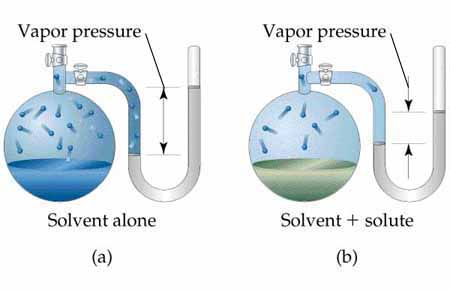 Vapor pressure
Vapor pressure
Solvent alone
Solvent + solute
(a)
(b)